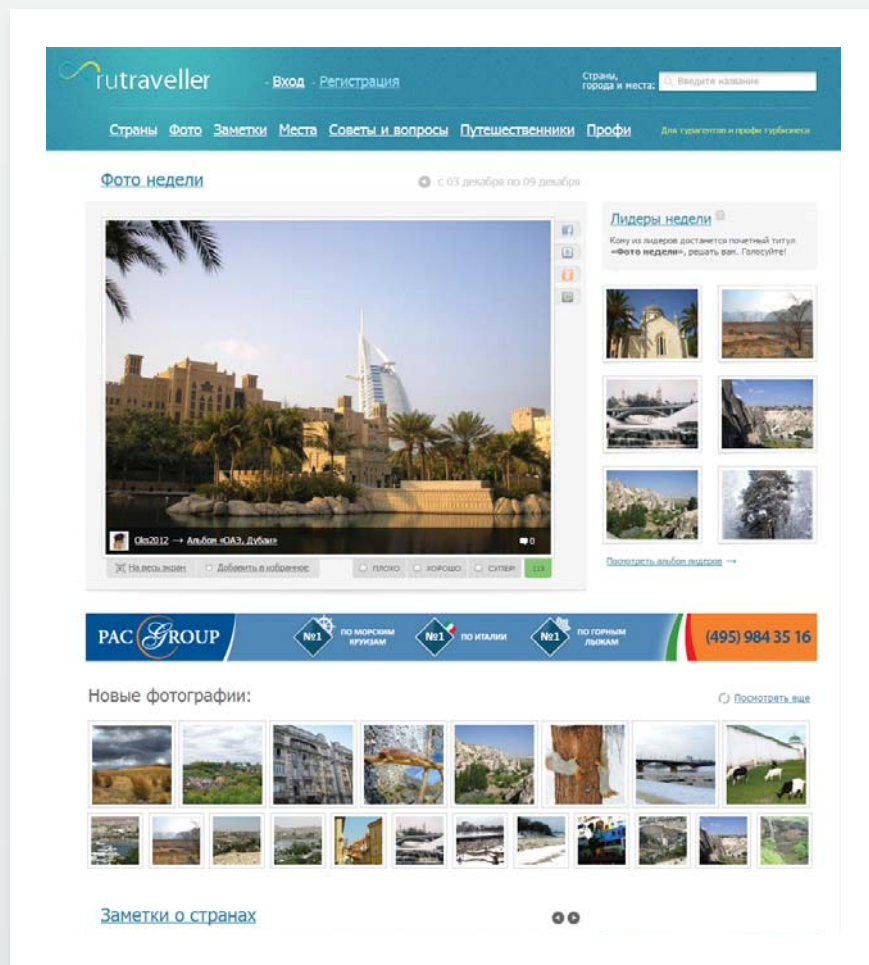 rutraveller
- Вход - Регистрация
Страны,
города и места:
Введите название
Страны Фото Заметки Места Советы и вопросы Путешественники Профи
Для турагентов и профи турбизнеса
Фото недели
с 03 декабря по 09 декабря
Лидеры недели
Кому из лидеров достанется почетный титул
«Фото недели», решать вам. Голосуйте!
Oks2012 → Альбом «ОАЭ, Дубаи»
0
На весь экран
Добавить в избранное
ПЛОХО
ХОРОШО
СУПЕР!
119
Посмотреть альбом лидеров →
PAC GROUP
№1 ПО МОРСКИМ
КРУИЗАМ
№1 ПО ИТАЛИИ
№1 ПО ГОРНЫМ
ЛЫЖАМ
(495) 984 35 16
Новые фотографии:
Посмотреть еще
Заметки о странах